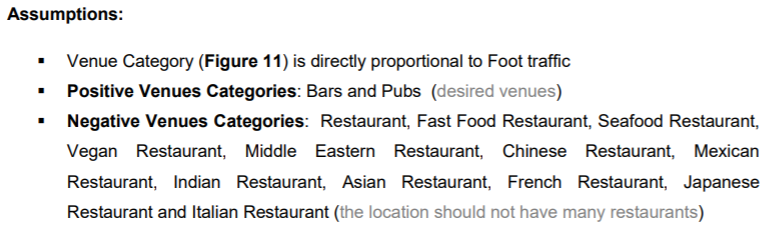 Assumptions:
▪ Venue Category (Figure 11) is directly proportional to Foot traffic
▪ Positive Venues Categories: Bars and Pubs (desired venues)
▪ Negative Venues Categories: Restaurant, Fast Food Restaurant, Seafood Restaurant,
Vegan Restaurant, Middle Eastern Restaurant, Chinese Restaurant, Mexican
Restaurant, Indian Restaurant, Asian Restaurant, French Restaurant, Japanese
Restaurant and Italian Restaurant (the location should not have many restaurants)